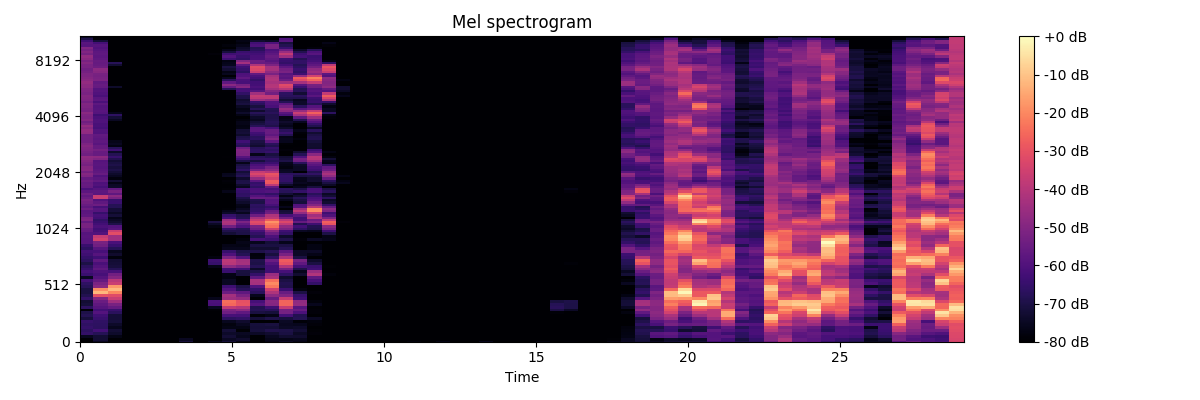 Mel spectrogram
8192
4096
2048
1024
512
0
Hz
0 5 10 15 20 25
Time
+0 dB
-10 dB
-20 dB
-30 dB
-40 dB
-50 dB
-60 dB
-70 dB
-80 dB